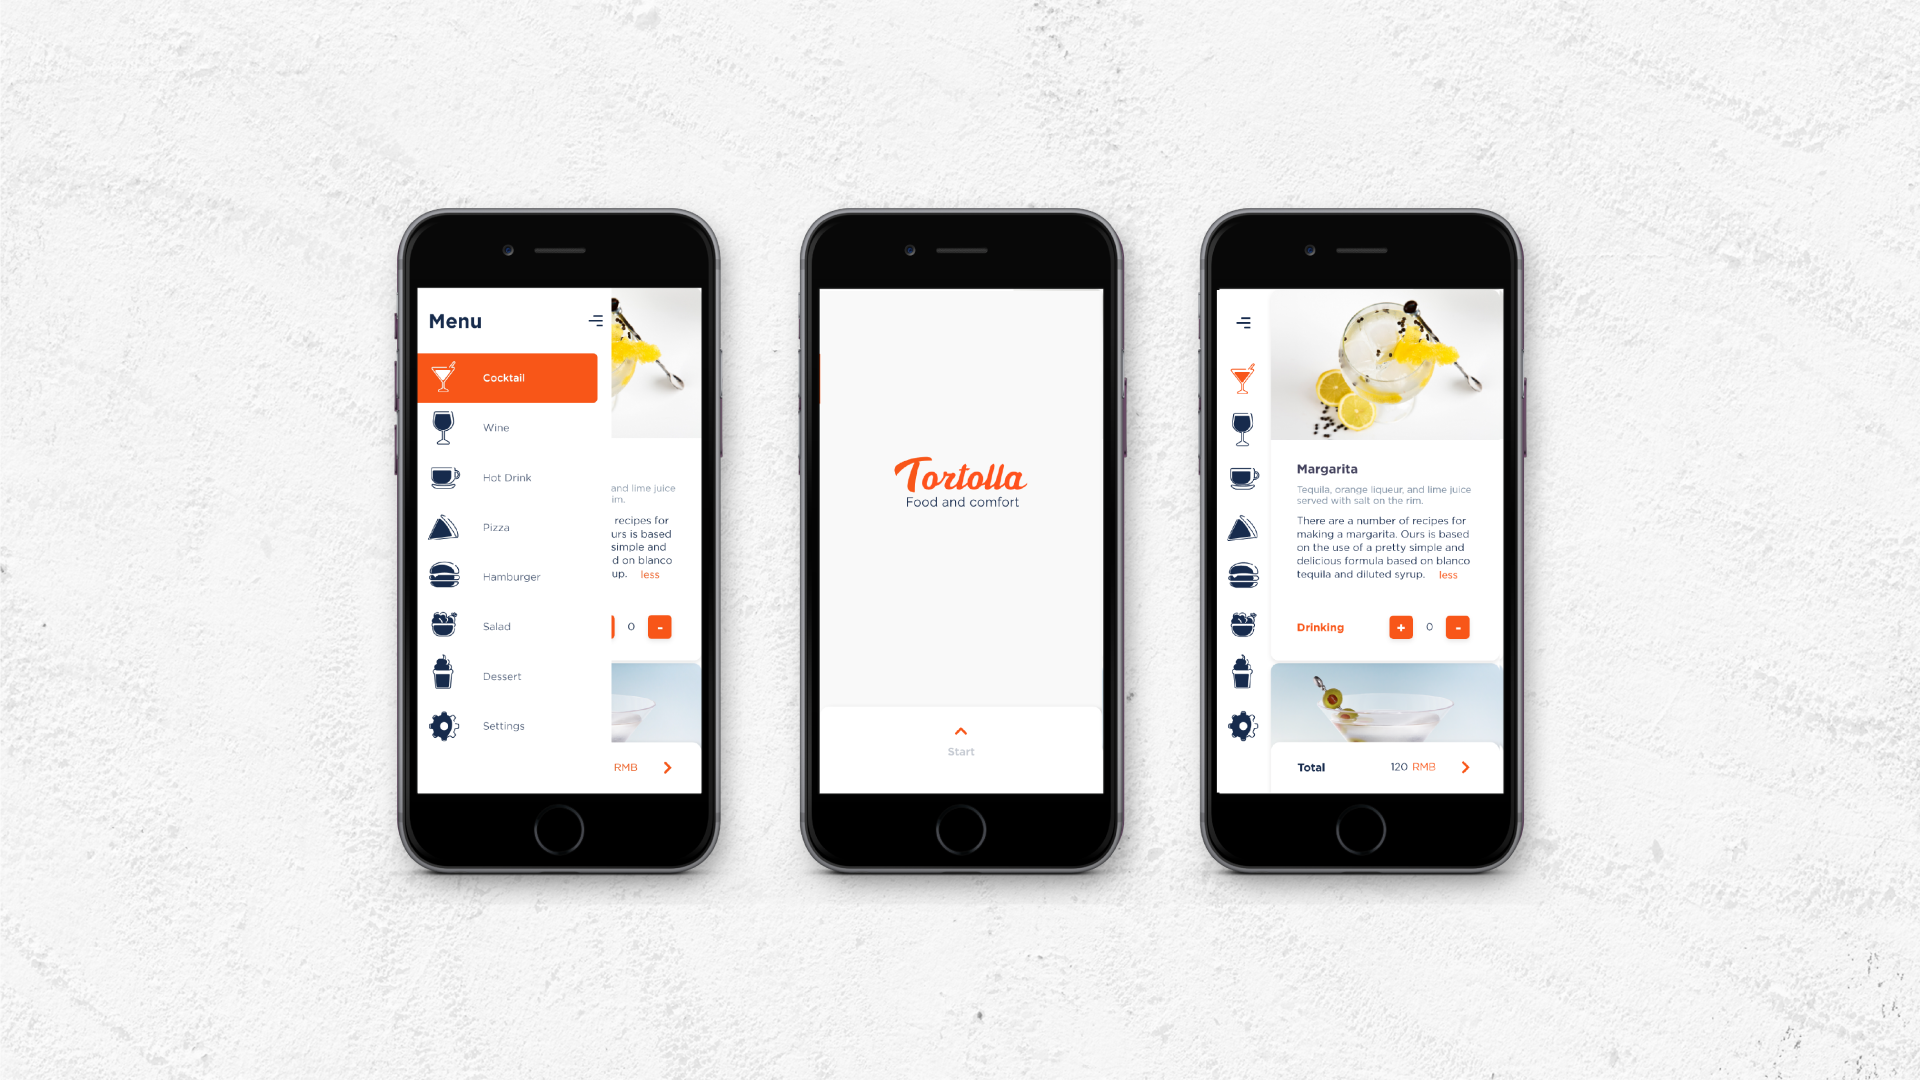 Menu
Cocktail
Wine
Hot Drink
Pizza
Hamburger
Salad
Dessert
Settings
and lime juice
im.
recipes for
urs is based
simple and
d on blanco
up. less
0 -
RMB
Tortolla
Food and comfort
Start
Margarita
Tequila, orange liqueur, and lime juice
served with salt on the rim.
There are a number of recipes for
making a margarita. Ours is based
on the use of a pretty simple and
delicious formula based on blanco
tequila and diluted syrup. less
Drinking + 0 -
Total 120 RMB